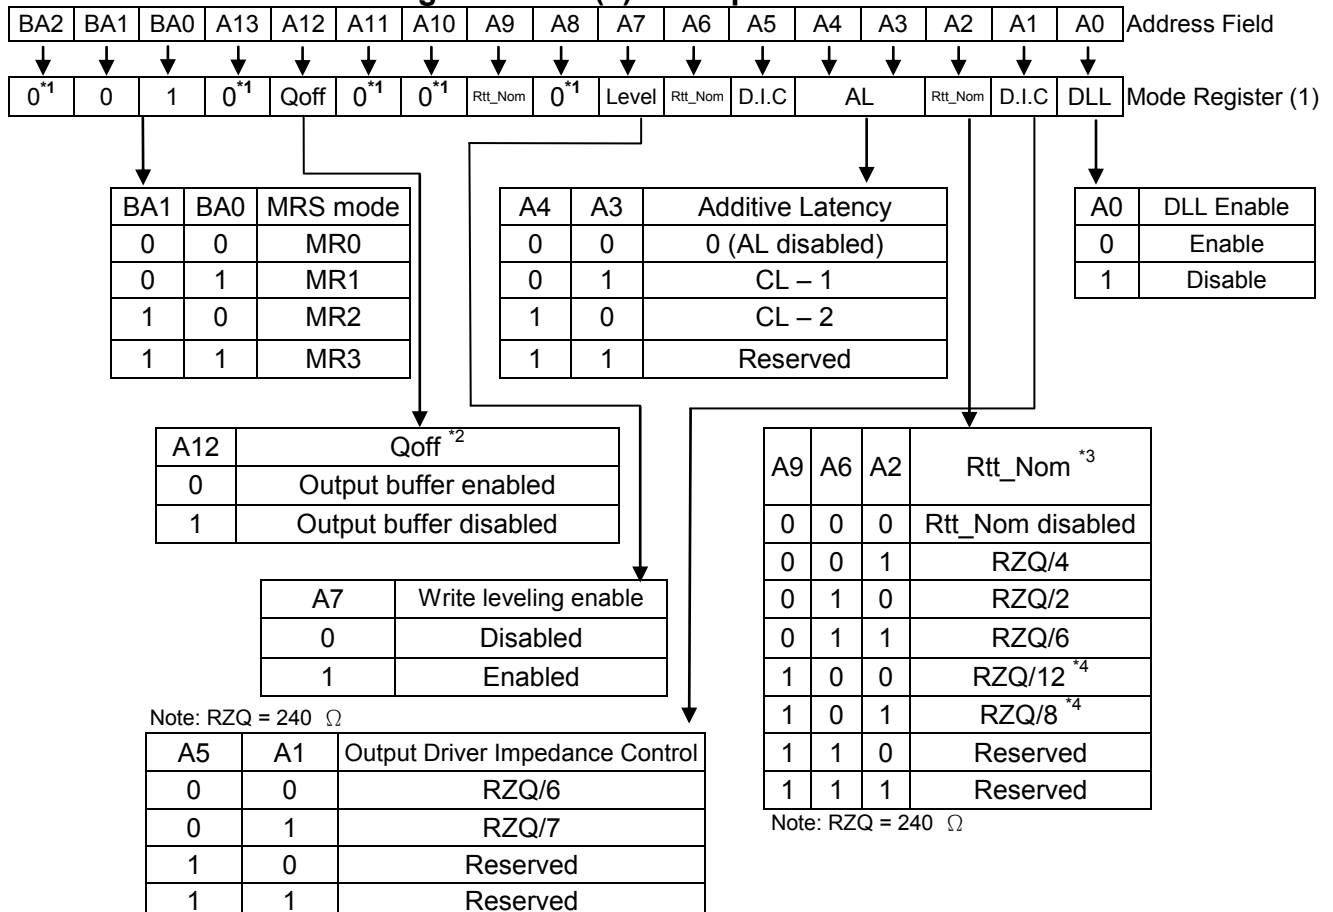 BA2 BA1 BA0 A13 A12 A11 A10 A9 A8 A7 A6 A5 A4 A3 A2 A1 A0 Address Field
0*1 0 1 0*1 Qoff 0*1 0*1 Rtt_Nom 0*1 Level Rtt_Nom D.I.C AL Rtt_Nom D.I.C DLL Mode Register (1)
BA1 BA0 MRS mode
0 0 MR0
0 1 MR1
1 0 MR2
1 1 MR3
A4 A3 Additive Latency
0 0 0 (AL disabled)
0 1 CL – 1
1 0 CL – 2
1 1 Reserved
A0 DLL Enable
0 Enable
1 Disable
A12 Qoff *2
0 Output buffer enabled
1 Output buffer disabled
A9 A6 A2 Rtt_Nom *3
0 0 0 Rtt_Nom disabled
0 0 1 RZQ/4
0 1 0 RZQ/2
0 1 1 RZQ/6
1 0 0 RZQ/12 *4
1 0 1 RZQ/8 *4
1 1 0 Reserved
1 1 1 Reserved
Note: RZQ = 240 Ω
A7 Write leveling enable
0 Disabled
1 Enabled
Note: RZQ = 240 Ω
A5 A1 Output Driver Impedance Control
0 0 RZQ/6
0 1 RZQ/7
1 0 Reserved
1 1 Reserved